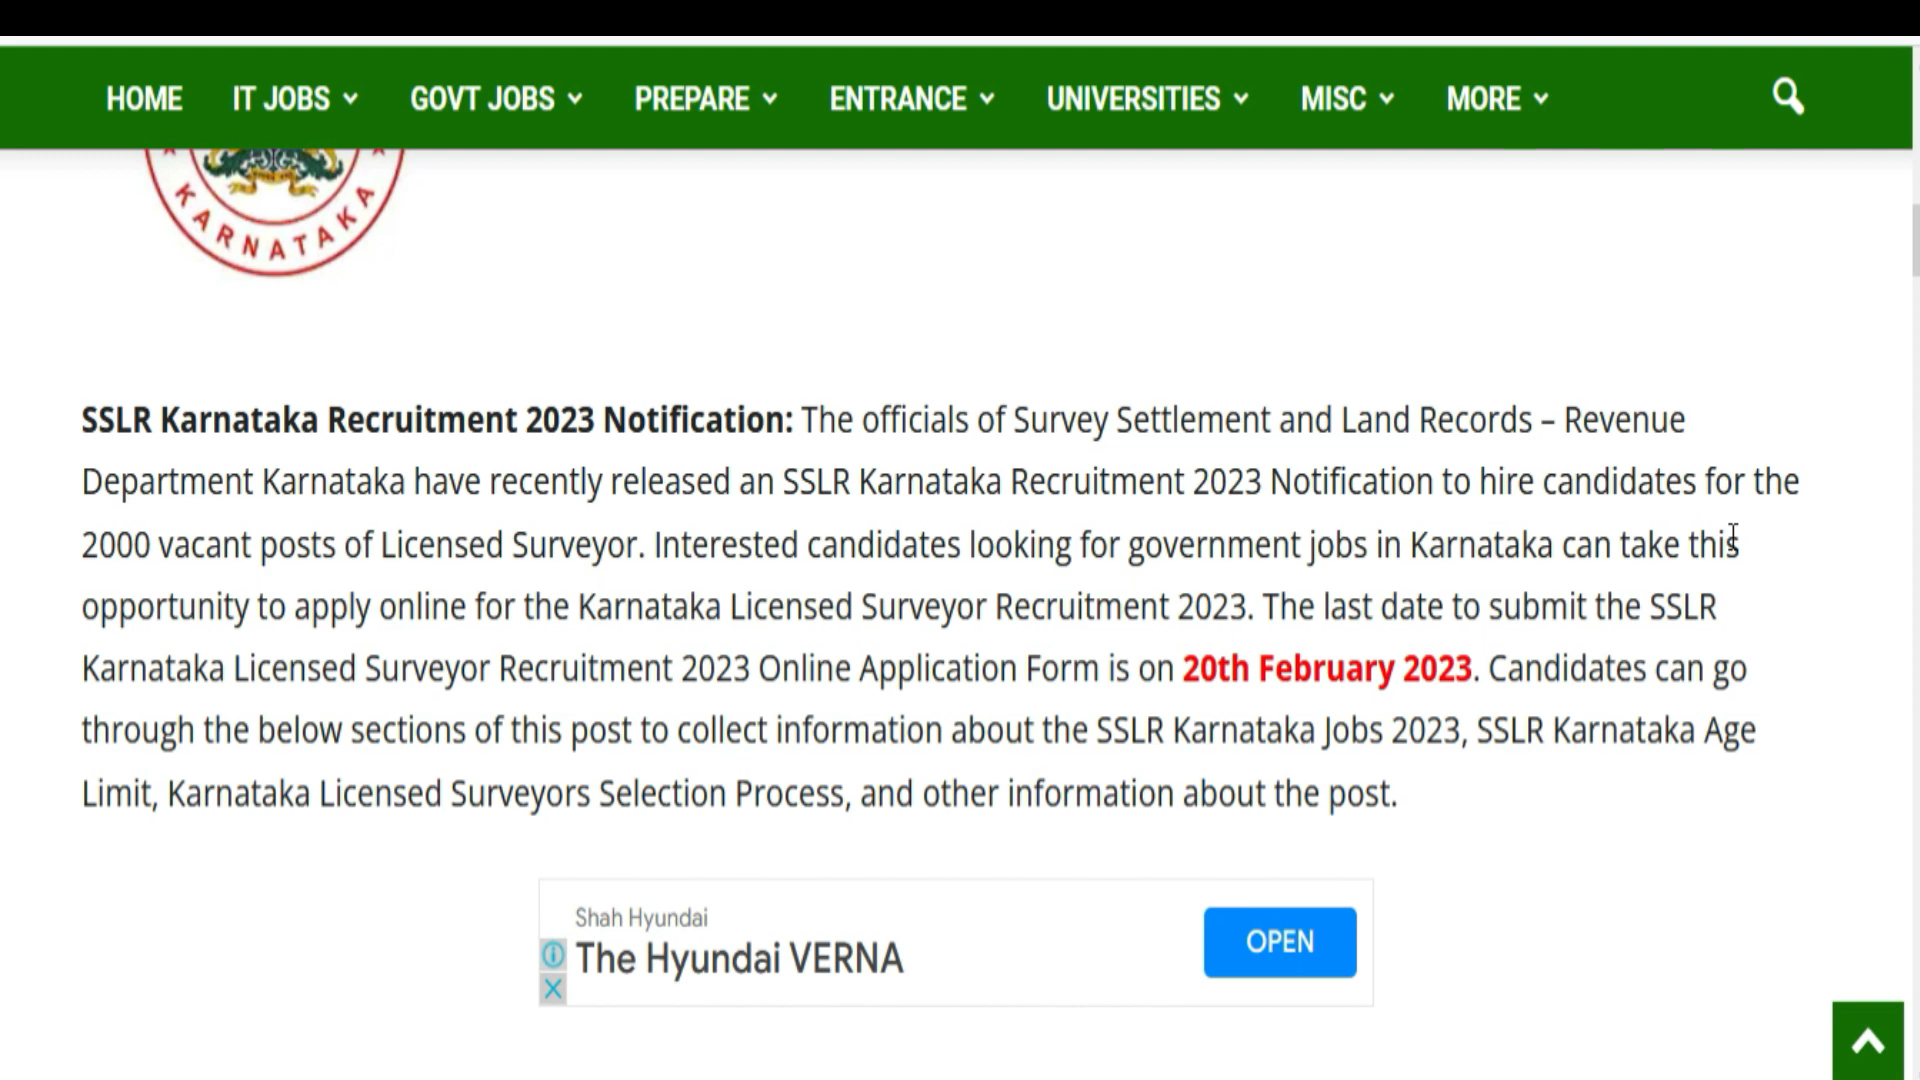 HOME IT JOBS GOVT JOBS PREPARE ENTRANCE UNIVERSITIES MISC MORE
KARNATAKA
SSLR Karnataka Recruitment 2023 Notification: The officials of Survey Settlement and Land Records – Revenue
Department Karnataka have recently released an SSLR Karnataka Recruitment 2023 Notification to hire candidates for the
2000 vacant posts of Licensed Surveyor. Interested candidates looking for government jobs in Karnataka can take this
opportunity to apply online for the Karnataka Licensed Surveyor Recruitment 2023. The last date to submit the SSLR
Karnataka Licensed Surveyor Recruitment 2023 Online Application Form is on 20th February 2023. Candidates can go
through the below sections of this post to collect information about the SSLR Karnataka Jobs 2023, SSLR Karnataka Age
Limit, Karnataka Licensed Surveyors Selection Process, and other information about the post.
Shah Hyundai
The Hyundai VERNA
OPEN